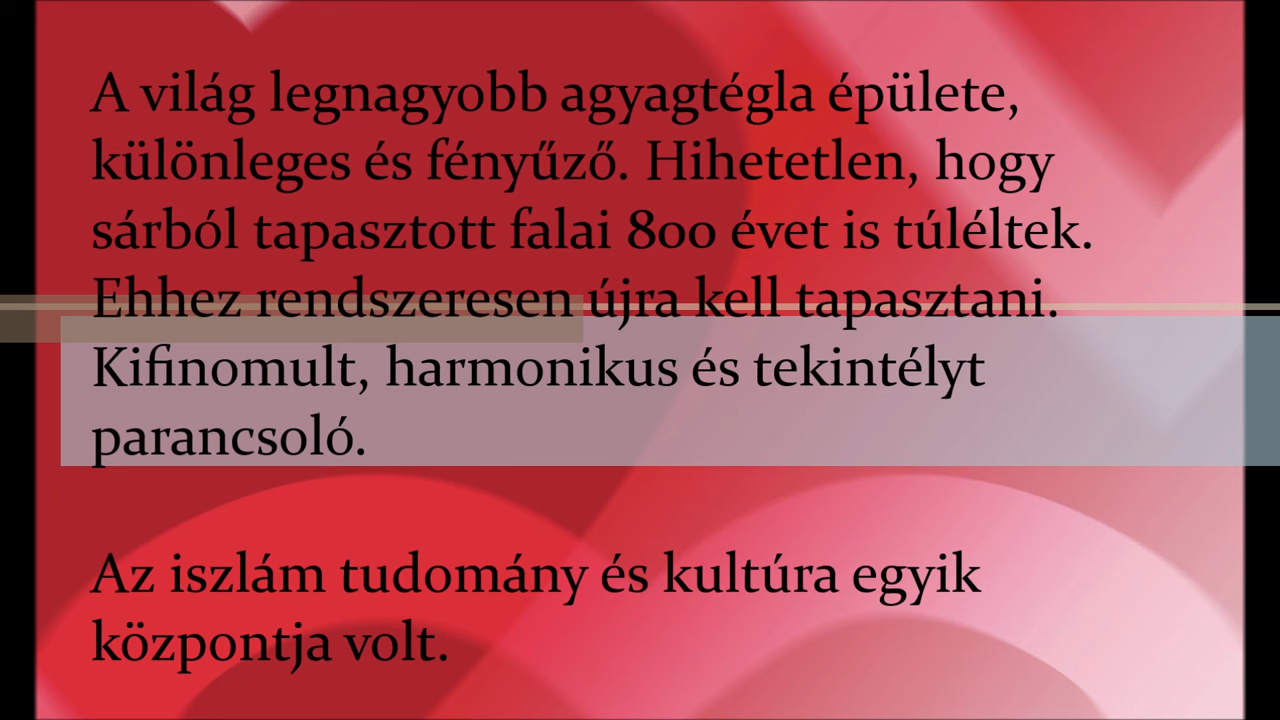 A világ legnagyobb agyagtégla épülete,
különleges és fényűző. Hihetetlen, hogy
sárból tapasztott falai 800 évet is túléltek.
Ehhez rendszeresen újra kell tapasztani.
Kifinomult, harmonikus és tekintélyt
parancsoló.
Az iszlám tudomány és kultúra egyik
központja volt.